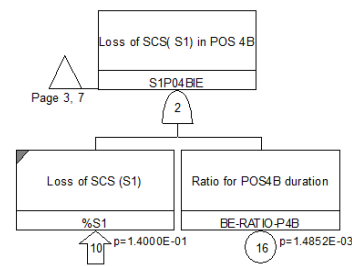 Loss of SCS( S1) in POS 4B
S1P04BIE
Page 3, 7
2
Loss of SCS (S1)
Ratio for POS4B duration
%S1
BE-RATIO-P4B
10
p=1.4000E-01
16
p=1.4852E-03